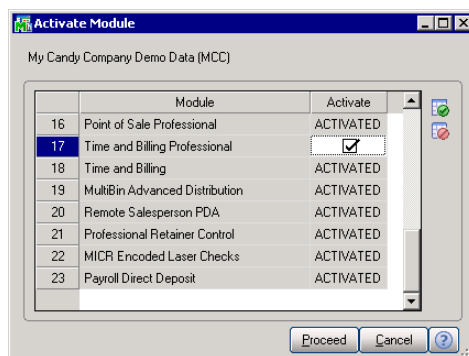 Activate Module
My Candy Company Demo Data (MCC)
Module Activate
16 Point of Sale Professional ACTIVATED
17 Time and Billing Professional
18 Time and Billing ACTIVATED
19 MultiBin Advanced Distribution ACTIVATED
20 Remote Salesperson PDA ACTIVATED
21 Professional Retainer Control ACTIVATED
22 MICR Encoded Laser Checks ACTIVATED
23 Payroll Direct Deposit ACTIVATED
Proceed Cancel ?